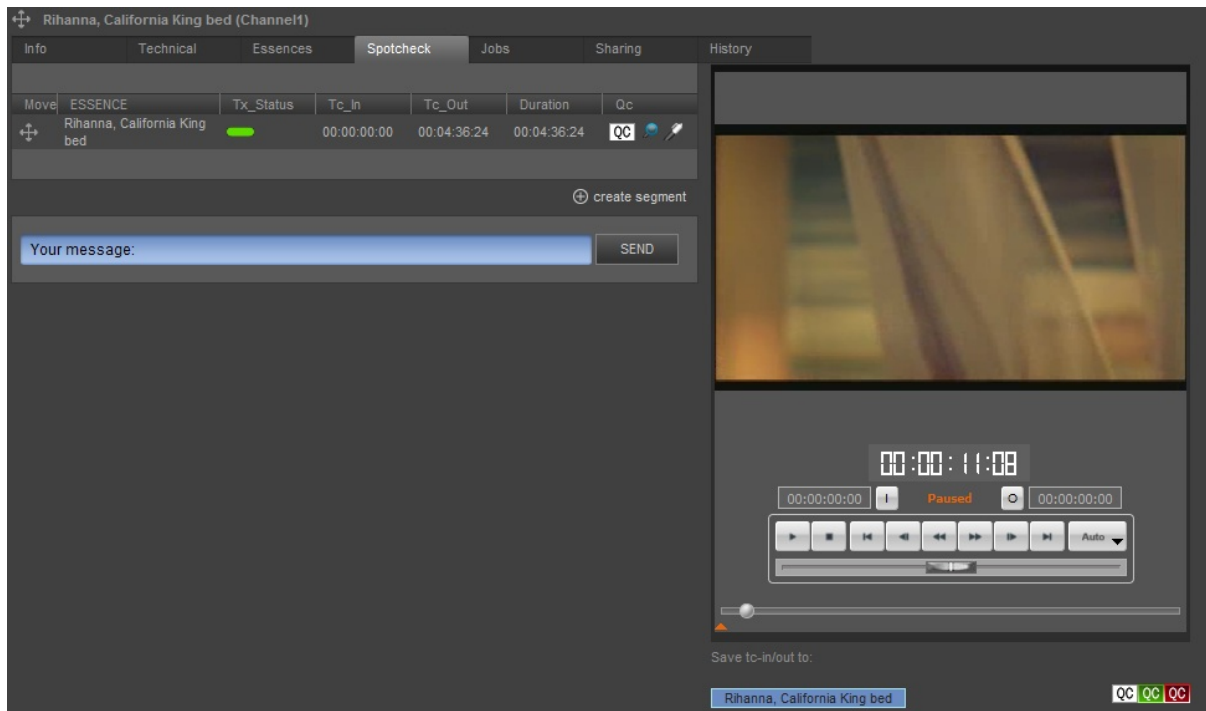 Rihanna, California King bed (Channel1)
Info Technical Essences Spotcheck Jobs Sharing History
Move ESSENCE Tx_Status Tc_In Tc_Out Duration Qc
Rihanna, California King
bed
00:00:00:00 00:04:36:24 00:04:36:24 QC
create segment
Your message: SEND
00:00:11:08
00:00:00:00 I Paused O 00:00:00:00
Auto
Save tc-in/out to:
Rihanna, California King bed
QC QC QC